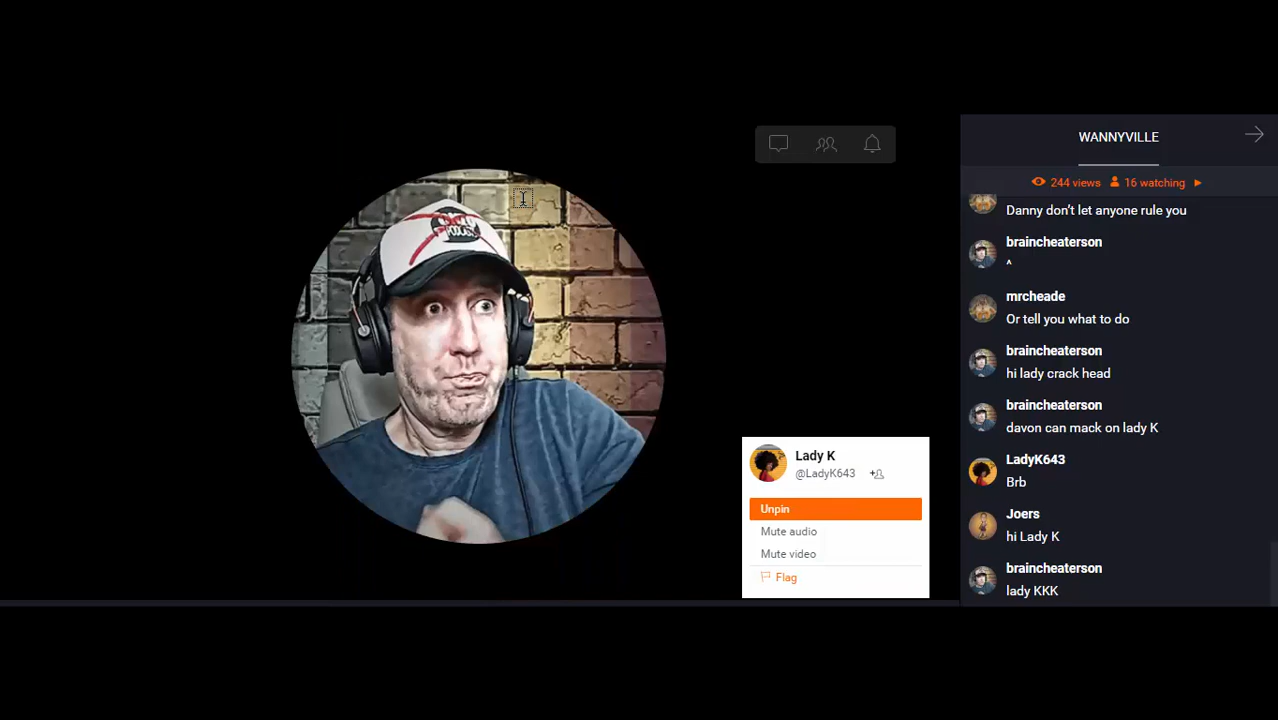 WANNYVILLE
244 views 16 watching
Danny don't let anyone rule you
braincheaterson
^
mrcheade
Or tell you what to do
braincheaterson
hi lady crack head
braincheaterson
davon can mack on lady K
LadyK643
Brb
Joers
hi Lady K
braincheaterson
lady KKK
Lady K
@LadyK643
Unpin
Mute audio
Mute video
Flag